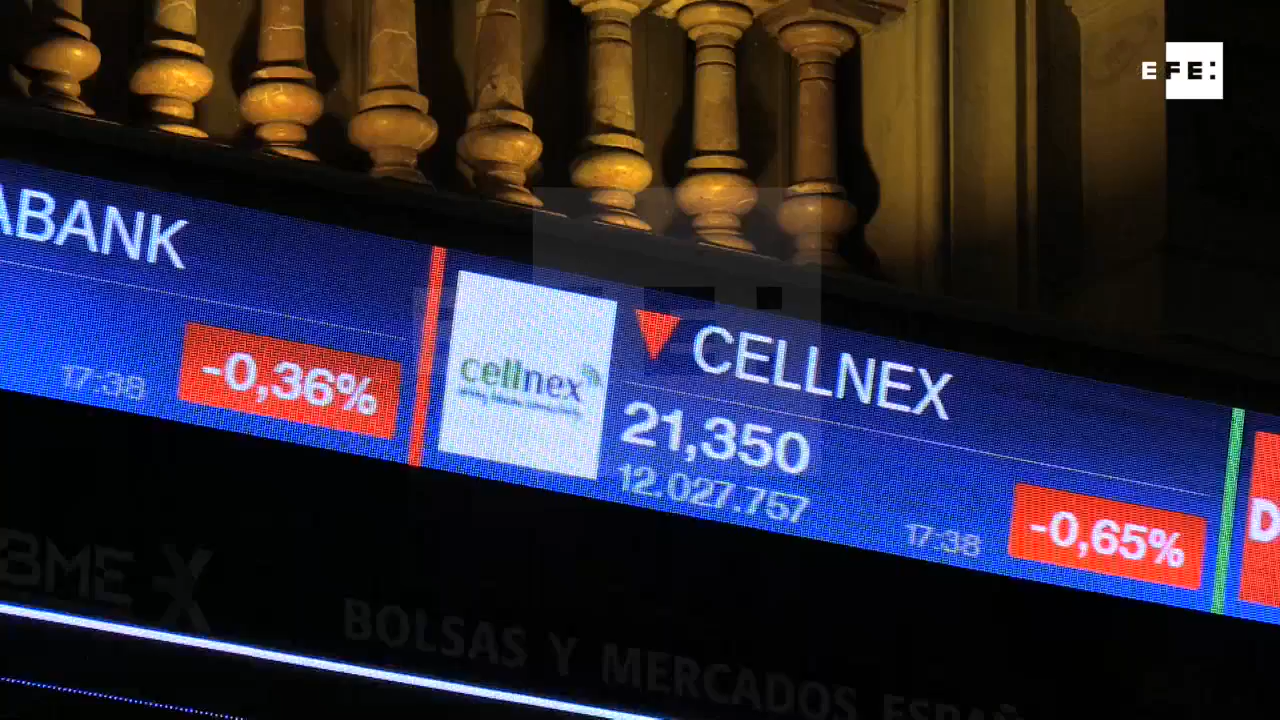 EFE:
ABANK
17:38
-0,36%
cellnex
CELLNEX
21,350
12.027.757
17:38
-0,65%
D
BME X
BOLSAS Y MERCADOS ESPAÑ